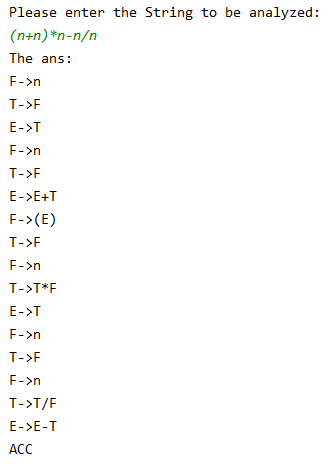 Please enter the String to be analyzed:
(n+n)*n-n/n
The ans:
F->n
T->F
E->T
F->n
T->F
E->E+T
F->(E)
T->F
F->n
T->T*F
E->T
F->n
T->F
F->n
T->T/F
E->E-T
ACC